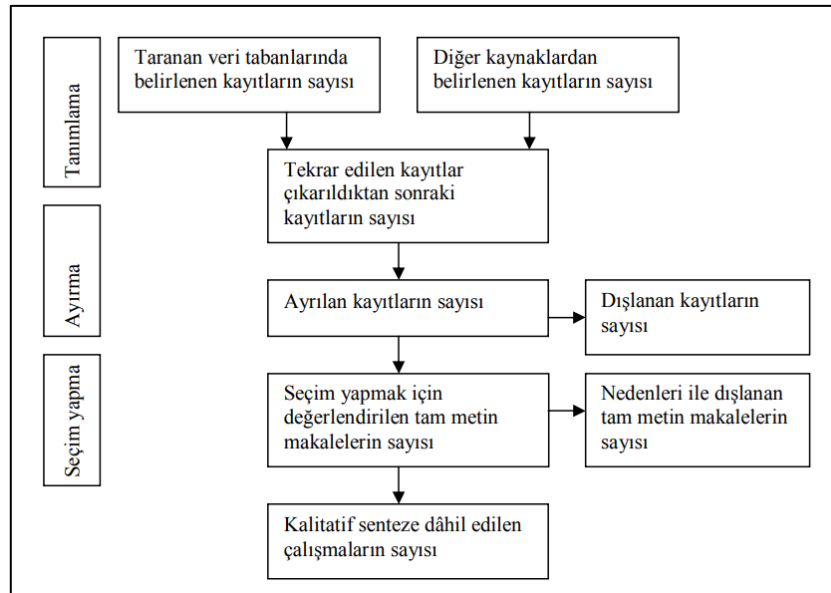 Tanımlama
Taranan veri tabanlarında
belirlenen kayıtların sayısı
Diğer kaynaklardan
belirlenen kayıtların sayısı
Tekrar edilen kayıtlar
çıkarıldıktan sonraki
kayıtların sayısı
Ayırma
Ayrılan kayıtların sayısı
Dışlanan kayıtların
sayısı
Seçim yapma
Seçim yapmak için
değerlendirilen tam metin
makalelerin sayısı
Nedenleri ile dışlanan
tam metin makalelerin
sayısı
Kalitatif senteze dâhil edilen
çalışmaların sayısı